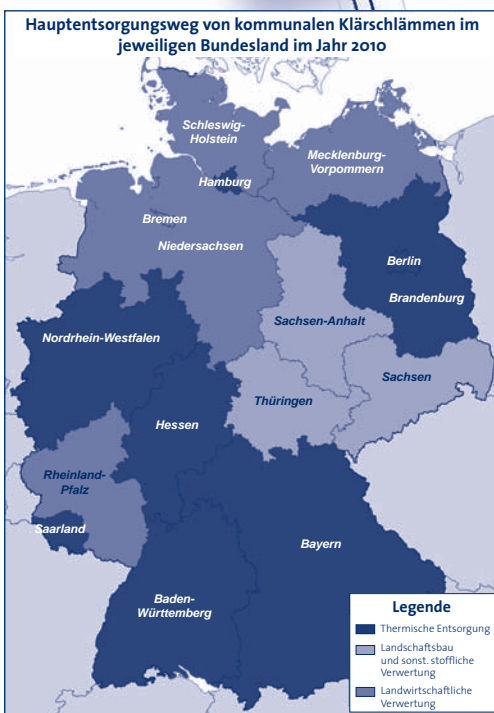 Hauptentsorgungsweg von kommunalen Klärschlämmen im
jeweiligen Bundesland im Jahr 2010
Schleswig-
Holstein
Mecklenburg-
Vorpommern
Hamburg
Bremen
Niedersachsen
Berlin
Brandenburg
Sachsen-Anhalt
Nordrhein-Westfalen
Sachsen
Thüringen
Hessen
Rheinland-
Pfalz
Saarland
Bayern
Baden-
Württemberg
Legende
Thermische Entsorgung
Landschaftsbau
und sonst. stoffliche
Verwertung
Landwirtschaftliche
Verwertung